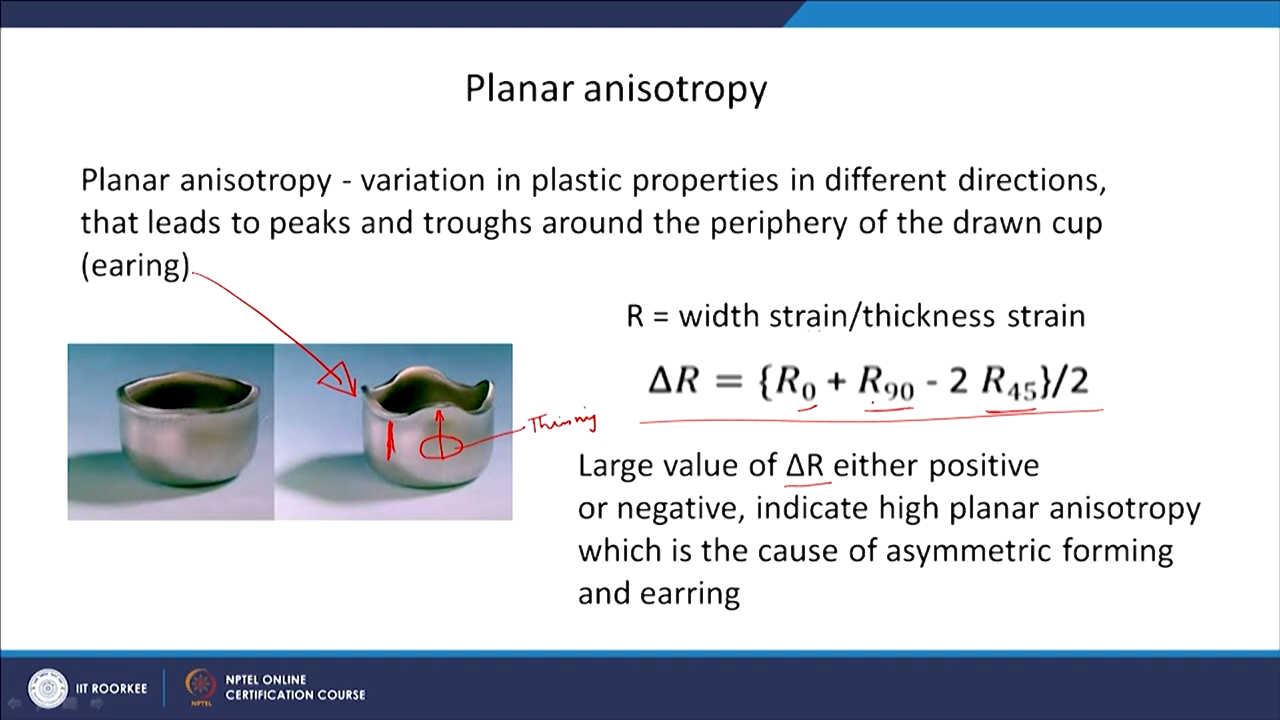 Planar anisotropy
Planar anisotropy - variation in plastic properties in different directions,
that leads to peaks and troughs around the periphery of the drawn cup
(earing)
R = width strain/thickness strain
ΔR = {R₀ + R₉₀ - 2 R₄₅}/2
Thinning
Large value of ΔR either positive
or negative, indicate high planar anisotropy
which is the cause of asymmetric forming
and earring
IIT ROORKEE
NPTEL
NPTEL ONLINE
CERTIFICATION COURSE